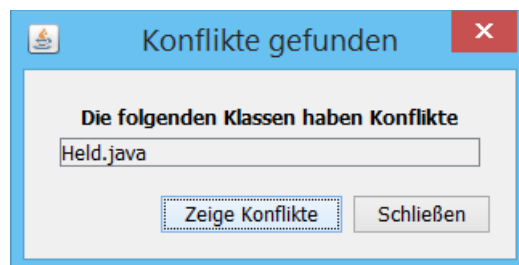 Konflikte gefunden
Die folgenden Klassen haben Konflikte
Held.java
Zeige Konflikte
Schließen